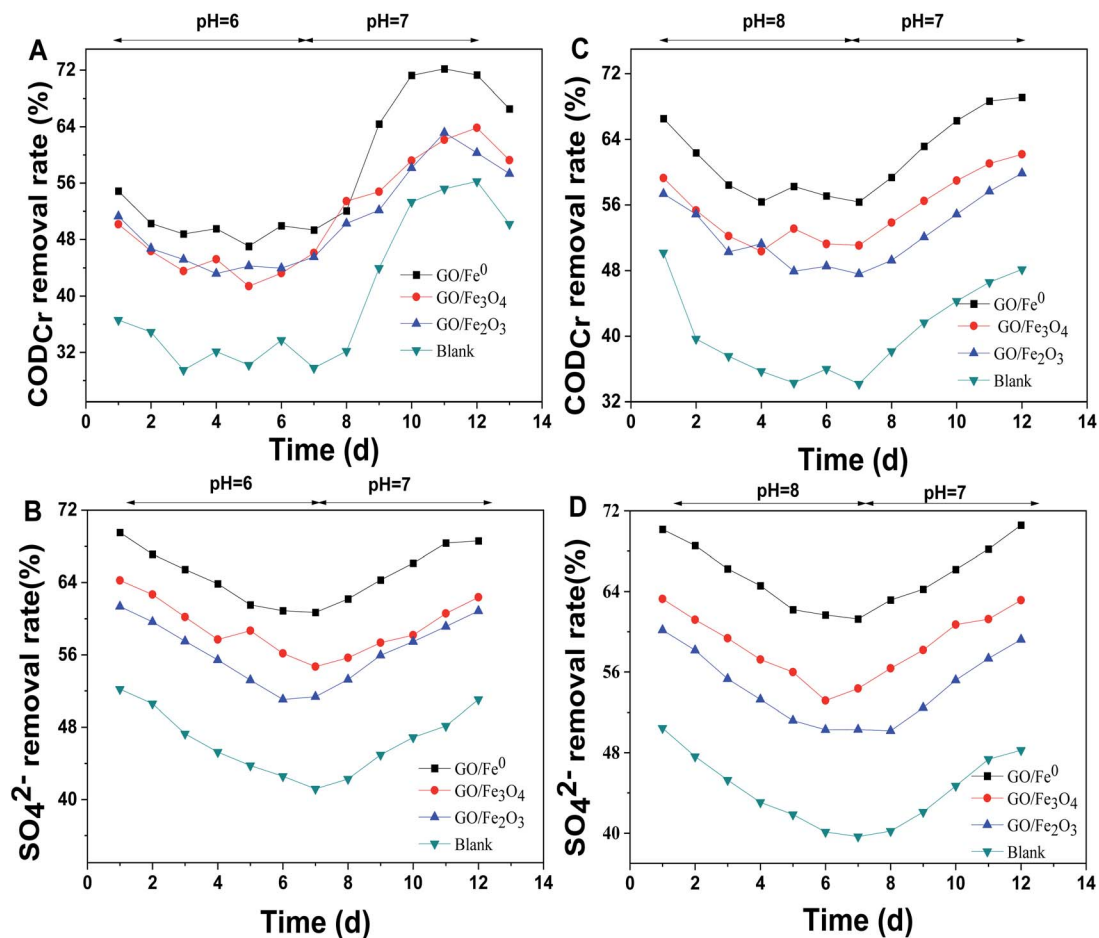 pH=6 pH=7
A
COD_Cr removal rate (%)
72
64
56
48
40
32
GO/Fe⁰
GO/Fe₃O₄
GO/Fe₂O₃
Blank
0 2 4 6 8 10 12 14
Time (d)
pH=8 pH=7
C
COD_Cr removal rate (%)
72
64
56
48
40
32
GO/Fe⁰
GO/Fe₃O₄
GO/Fe₂O₃
Blank
0 2 4 6 8 10 12 14
Time (d)
pH=6 pH=7
B
SO₄²⁻ removal rate(%)
72
64
56
48
40
GO/Fe⁰
GO/Fe₃O₄
GO/Fe₂O₃
Blank
0 2 4 6 8 10 12 14
Time (d)
pH=8 pH=7
D
SO₄²⁻ removal rate(%)
72
64
56
48
40
GO/Fe⁰
GO/Fe₃O₄
GO/Fe₂O₃
Blank
0 2 4 6 8 10 12 14
Time (d)